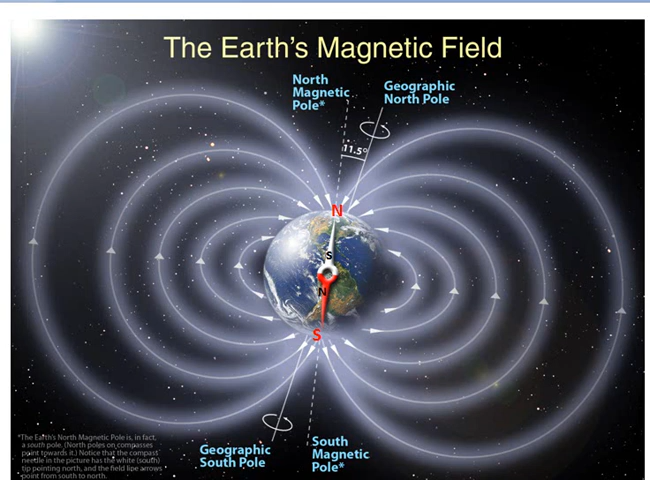 The Earth's Magnetic Field
North
Magnetic
Pole*
Geographic
North Pole
11.5°
N
S
N
S
Geographic
South Pole
South
Magnetic
Pole*
*The Earth's North Magnetic Pole is, in fact,
a south pole. (North poles on compasses
point towards it.) Notice that the compass
needle in the picture has the white (south)
tip pointing north, and the field line arrows
point from south to north.